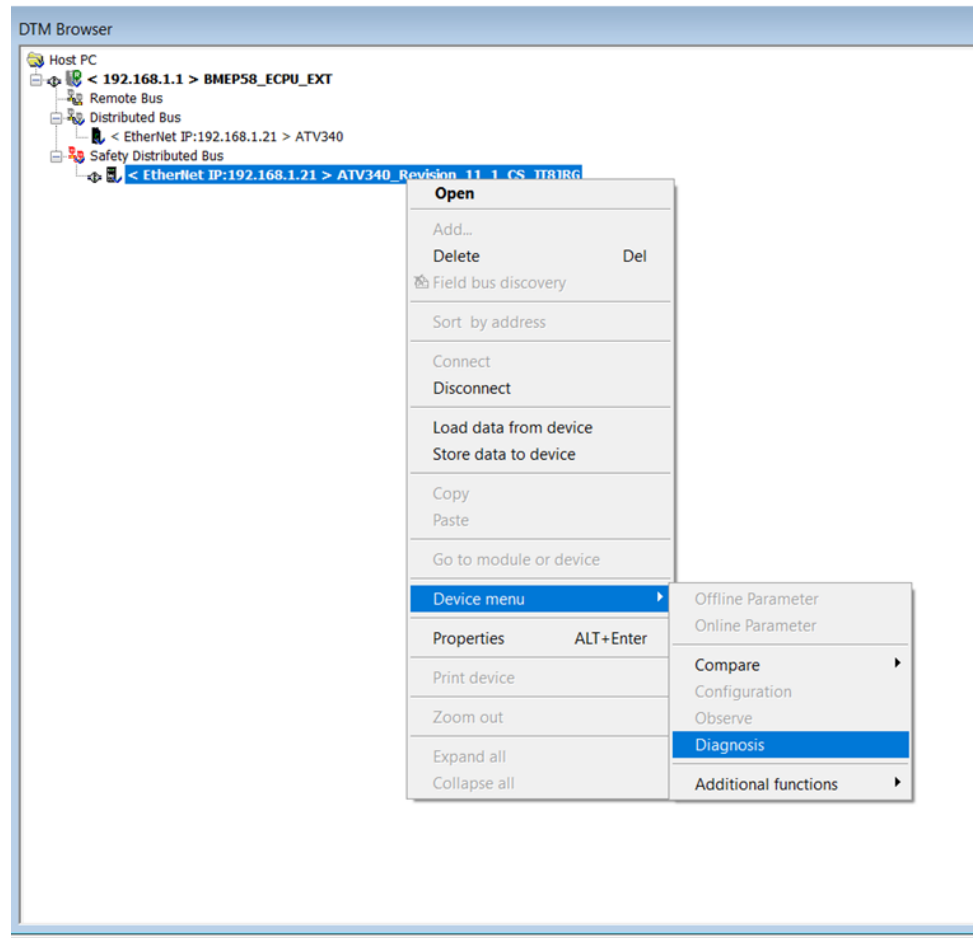 DTM Browser
Host PC
< 192.168.1.1 > BMEP58_ECPU_EXT
Remote Bus
Distributed Bus
< EtherNet IP:192.168.1.21 > ATV340
Safety Distributed Bus
< EtherNet IP:192.168.1.21 > ATV340_Revision_11_1_CS_JT8JRG
Open
Add...
Delete Del
Field bus discovery
Sort by address
Connect
Disconnect
Load data from device
Store data to device
Copy
Paste
Go to module or device
Device menu
Properties ALT+Enter
Print device
Zoom out
Expand all
Collapse all
Offline Parameter
Online Parameter
Compare
Configuration
Observe
Diagnosis
Additional functions